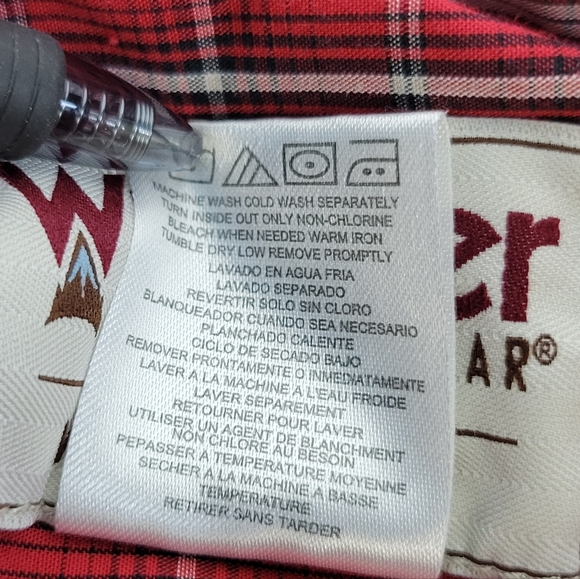 MACHINE WASH COLD WASH SEPARATELY
TURN INSIDE OUT ONLY NON-CHLORINE
BLEACH WHEN NEEDED WARM IRON
TUMBLE DRY LOW REMOVE PROMPTLY
LAVADO EN AGUA FRIA
LAVADO SEPARADO
REVERTIR SOLO SIN CLORO
BLANQUEADOR CUANDO SEA NECESARIO
PLANCHADO CALIENTE
CICLO DE SECADO BAJO
REMOVER PRONTAMENTE O INMEDIATAMENTE
LAVER A LA MACHINE A L'EAU FROIDE
LAVER SEPAREMENT
RETOURNER POUR LAVER
UTILISER UN AGENT DE BLANCHMENT
NON CHLORE AU BESOIN
PEPASSER À TEMPERATURE MOYENNE
SECHER À LA MACHINE A BASSE
TEMPERATURE
RETIRER SANS TARDER
W er
AR®